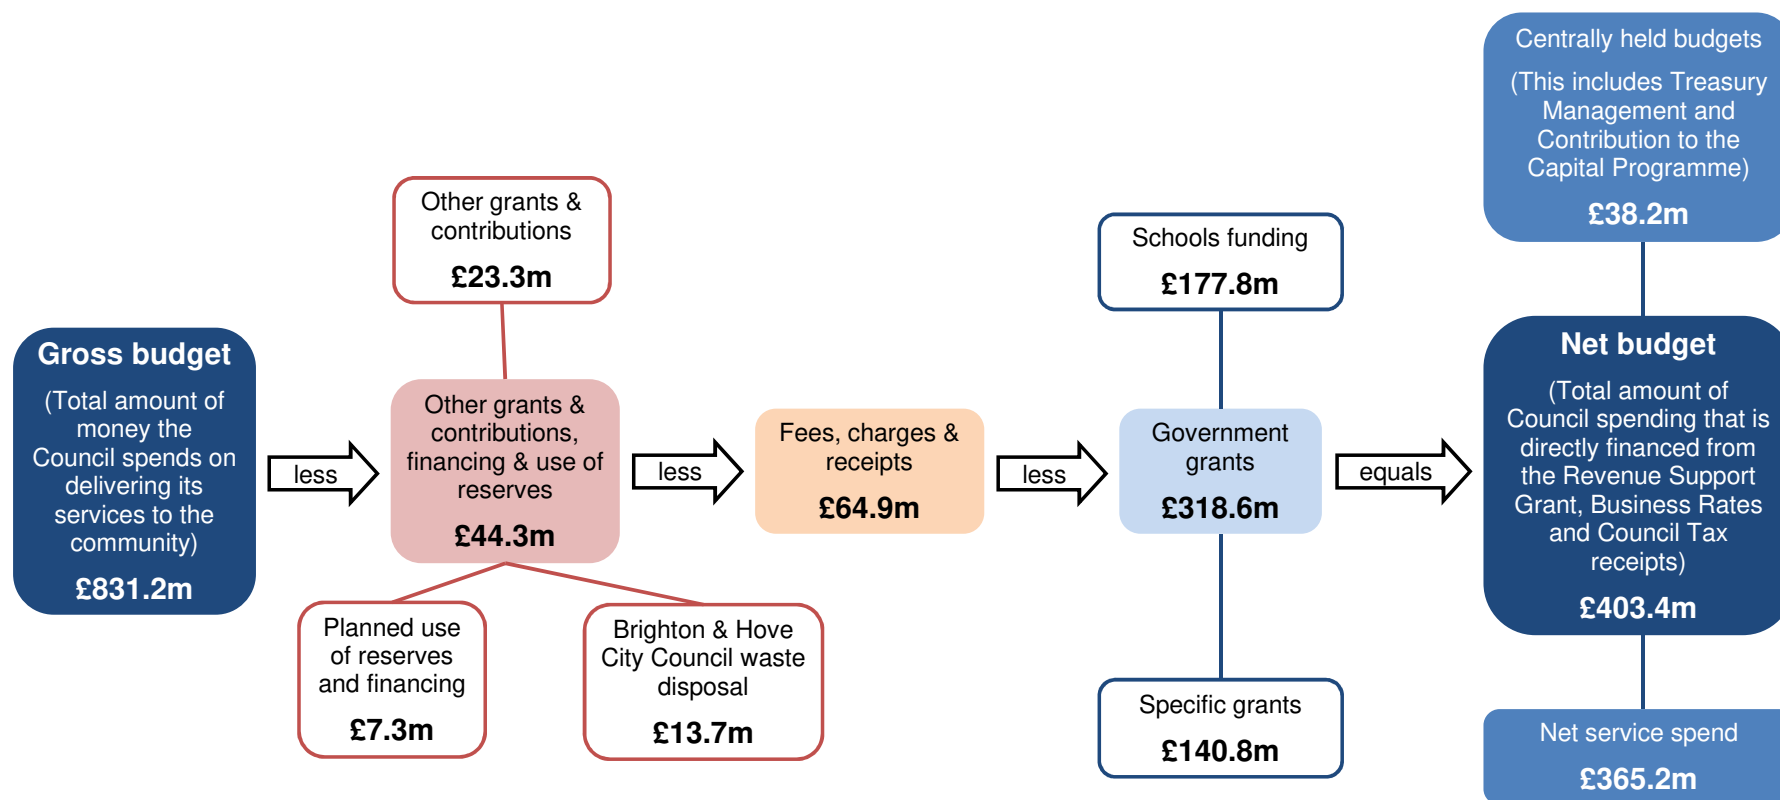 Gross budget
(Total amount of
money the
Council spends on
delivering its
services to the
community)
£831.2m
less
Other grants &
contributions
£23.3m
Other grants &
contributions,
financing & use of
reserves
£44.3m
Planned use
of reserves
and financing
£7.3m
Brighton & Hove
City Council waste
disposal
£13.7m
less
Fees, charges &
receipts
£64.9m
less
Schools funding
£177.8m
Government
grants
£318.6m
Specific grants
£140.8m
equals
Centrally held budgets
(This includes Treasury
Management and
Contribution to the
Capital Programme)
£38.2m
Net budget
(Total amount of
Council spending that is
directly financed from
the Revenue Support
Grant, Business Rates
and Council Tax
receipts)
£403.4m
Net service spend
£365.2m